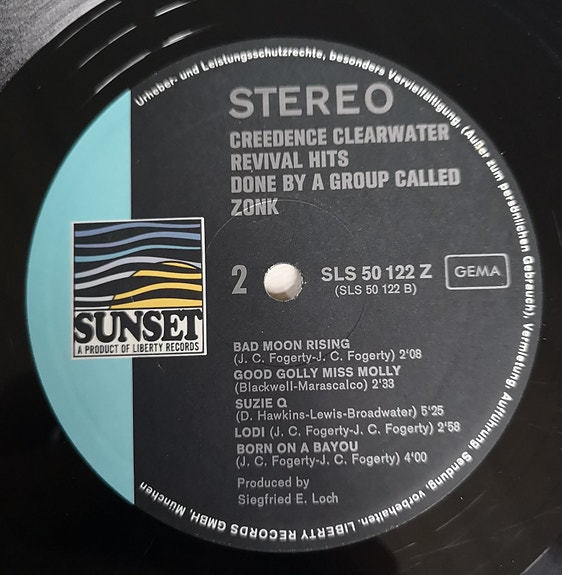 Urheber- und Leistungsschutzrechte, besonders Vervielfältigung, (Außer zum persönlichen Gebrauch), Vermietung, Aufführung, Sendung, vorbehalten. LIBERTY RECORDS GMBH, München
STEREO
CREEDENCE CLEARWATER
REVIVAL HITS
DONE BY A GROUP CALLED
ZONK
2
SLS 50 122 Z
(SLS 50 122 B)
GEMA
SUNSET
A PRODUCT OF LIBERTY RECORDS
BAD MOON RISING
(J. C. Fogerty-J. C. Fogerty) 2'08
GOOD GOLLY MISS MOLLY
(Blackwell-Marascalco) 2'33
SUZIE Q
(D. Hawkins-Lewis-Broadwater) 5'25
LODI (J. C. Fogerty-J. C. Fogerty) 2'58
BORN ON A BAYOU
(J. C. Fogerty-J. C. Fogerty) 4'00
Produced by
Siegfried E. Loch